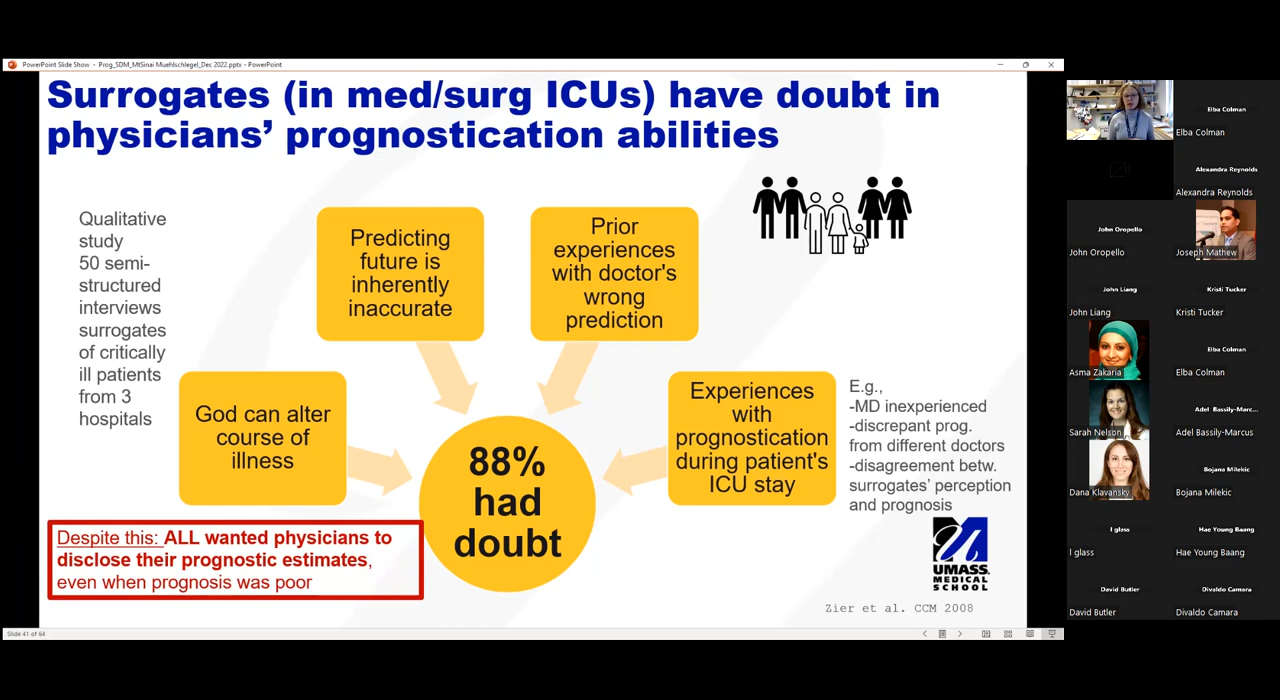 PowerPoint Slide Show - Prog_SDM_MtSinai Muehlschlegel_Dec 2022.pptx - PowerPoint
Surrogates (in med/surg ICUs) have doubt in
physicians' prognostication abilities
Qualitative
study
50 semi-
structured
interviews
surrogates
of critically
ill patients
from 3
hospitals
God can alter
course of
illness
Predicting
future is
inherently
inaccurate
Prior
experiences
with doctor's
wrong
prediction
Experiences
with
prognostication
during patient's
ICU stay
E.g.,
-MD inexperienced
-discrepant prog.
from different doctors
-disagreement betw.
surrogates' perception
and prognosis
88%
had
doubt
Despite this: ALL wanted physicians to
disclose their prognostic estimates,
even when prognosis was poor
UMASS
MEDICAL
SCHOOL
Zier et al. CCM 2008
Slide 41 of 64
Elba Colman
Elba Colman
Alexandra Reynolds
Alexandra Reynolds
John Oropello
John Oropello
Joseph Mathew
John Liang
John Liang
Kristi Tucker
Kristi Tucker
Asma Zakaria
Elba Colman
Elba Colman
Sarah Nelson
Adel Bassily-Marc...
Adel Bassily-Marcus
Dana Klavansky
Bojana Milekic
Bojana Milekic
l glass
l glass
Hae Young Baang
Hae Young Baang
David Butler
David Butler
Divaldo Camara
Divaldo Camara